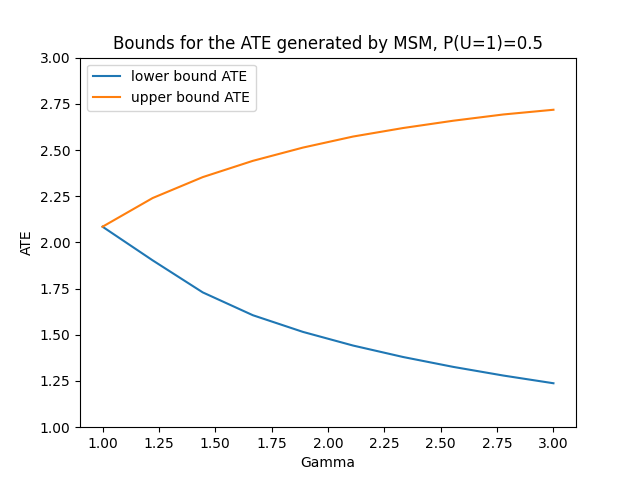 Bounds for the ATE generated by MSM, P(U=1)=0.5
lower bound ATE
upper bound ATE
ATE
3.00
2.75
2.50
2.25
2.00
1.75
1.50
1.25
1.00
1.00 1.25 1.50 1.75 2.00 2.25 2.50 2.75 3.00
Gamma